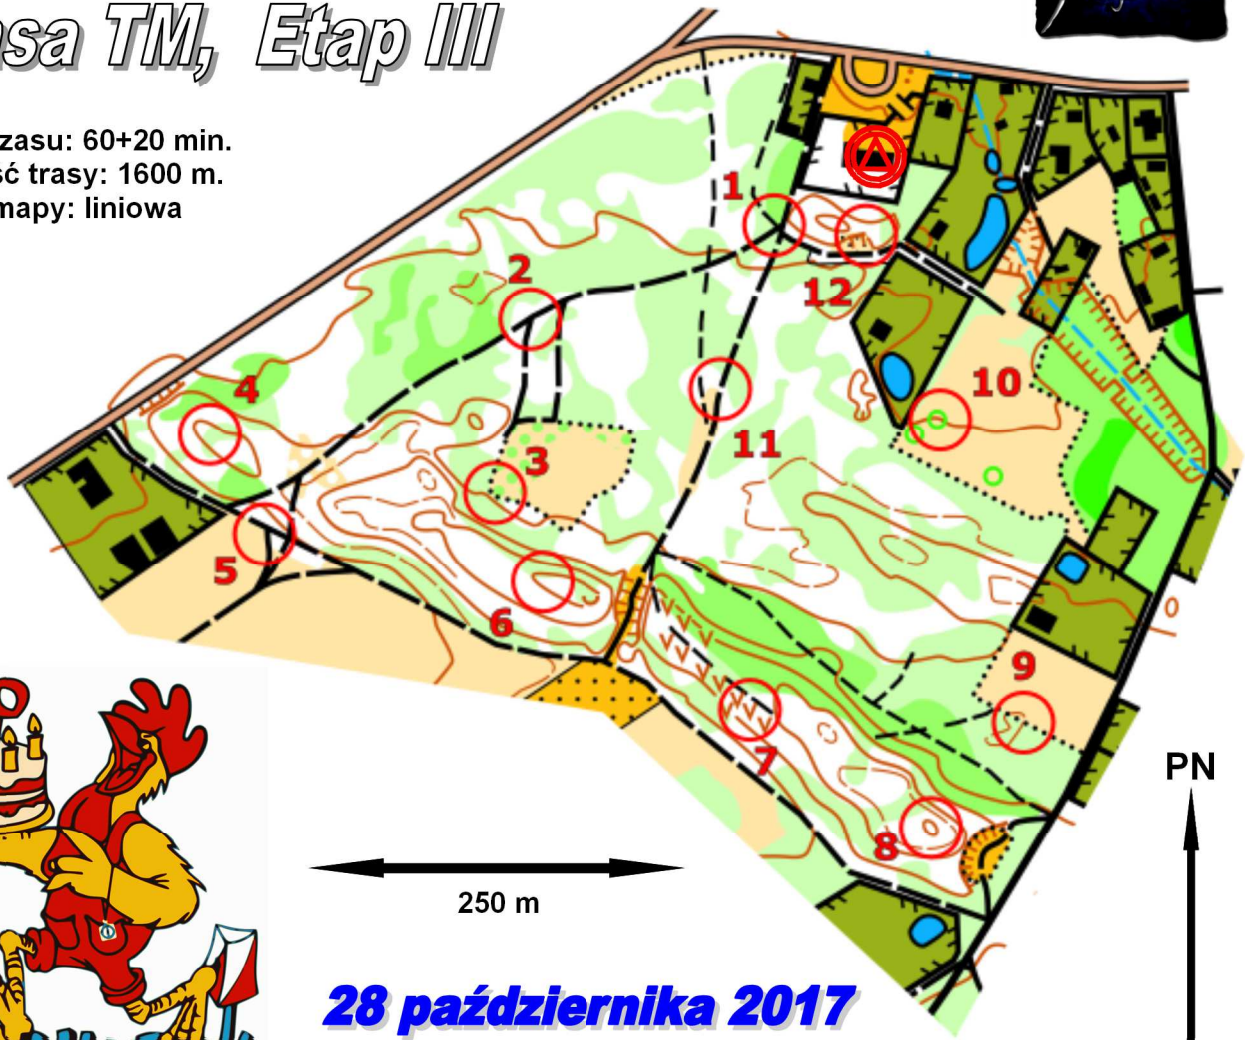 nsa TM, Etap III
zasu: 60+20 min.
ść trasy: 1600 m.
mapy: liniowa
1
2
12
4
10
3
11
5
6
9
7
PN
8
250 m
28 października 2017